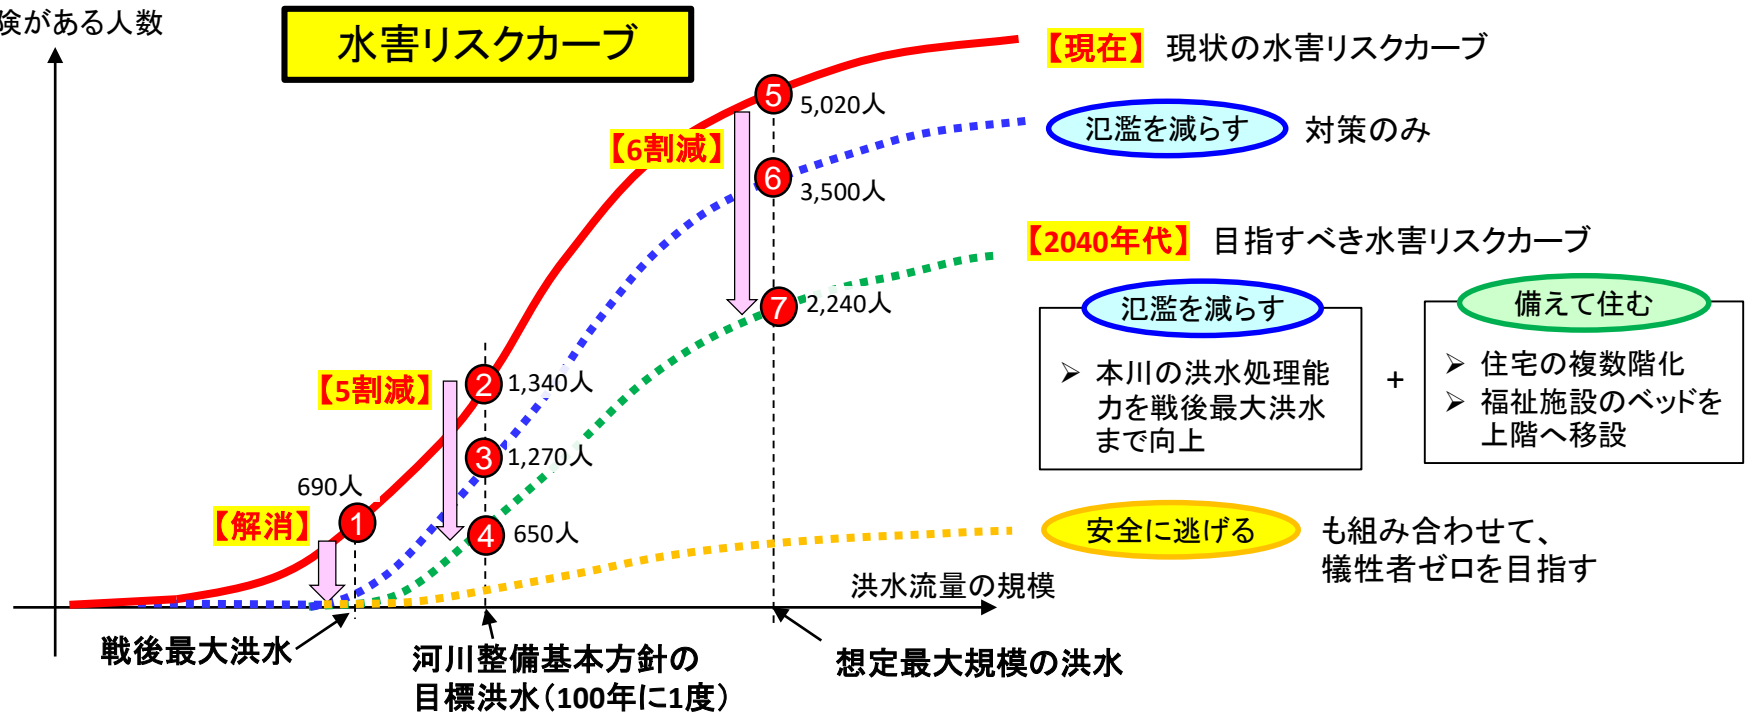 険がある人数
水害リスクカーブ
【現在】 現状の水害リスクカーブ
5
5,020人
氾濫を減らす 対策のみ
【6割減】
6
3,500人
【2040年代】 目指すべき水害リスクカーブ
7
2,240人
氾濫を減らす
➢ 本川の洪水処理能
力を戦後最大洪水
まで向上
+
備えて住む
➢ 住宅の複数階化
➢ 福祉施設のベッドを
上階へ移設
【5割減】
2
1,340人
3
1,270人
690人
1
【解消】
4
650人
安全に逃げる も組み合わせて、
犠牲者ゼロを目指す
洪水流量の規模
戦後最大洪水
河川整備基本方針の
目標洪水（100年に1度）
想定最大規模の洪水